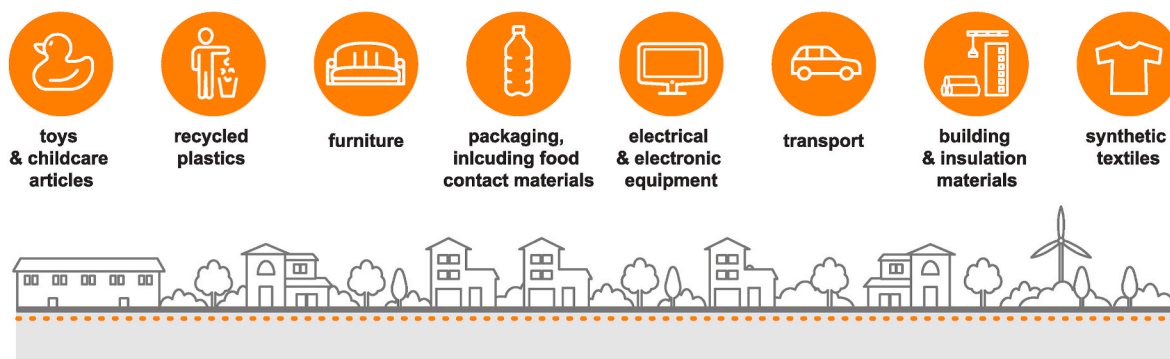 toys
& childcare
articles
recycled
plastics
furniture
packaging,
inlcuding food
contact materials
electrical
& electronic
equipment
transport
building
& insulation
materials
synthetic
textiles